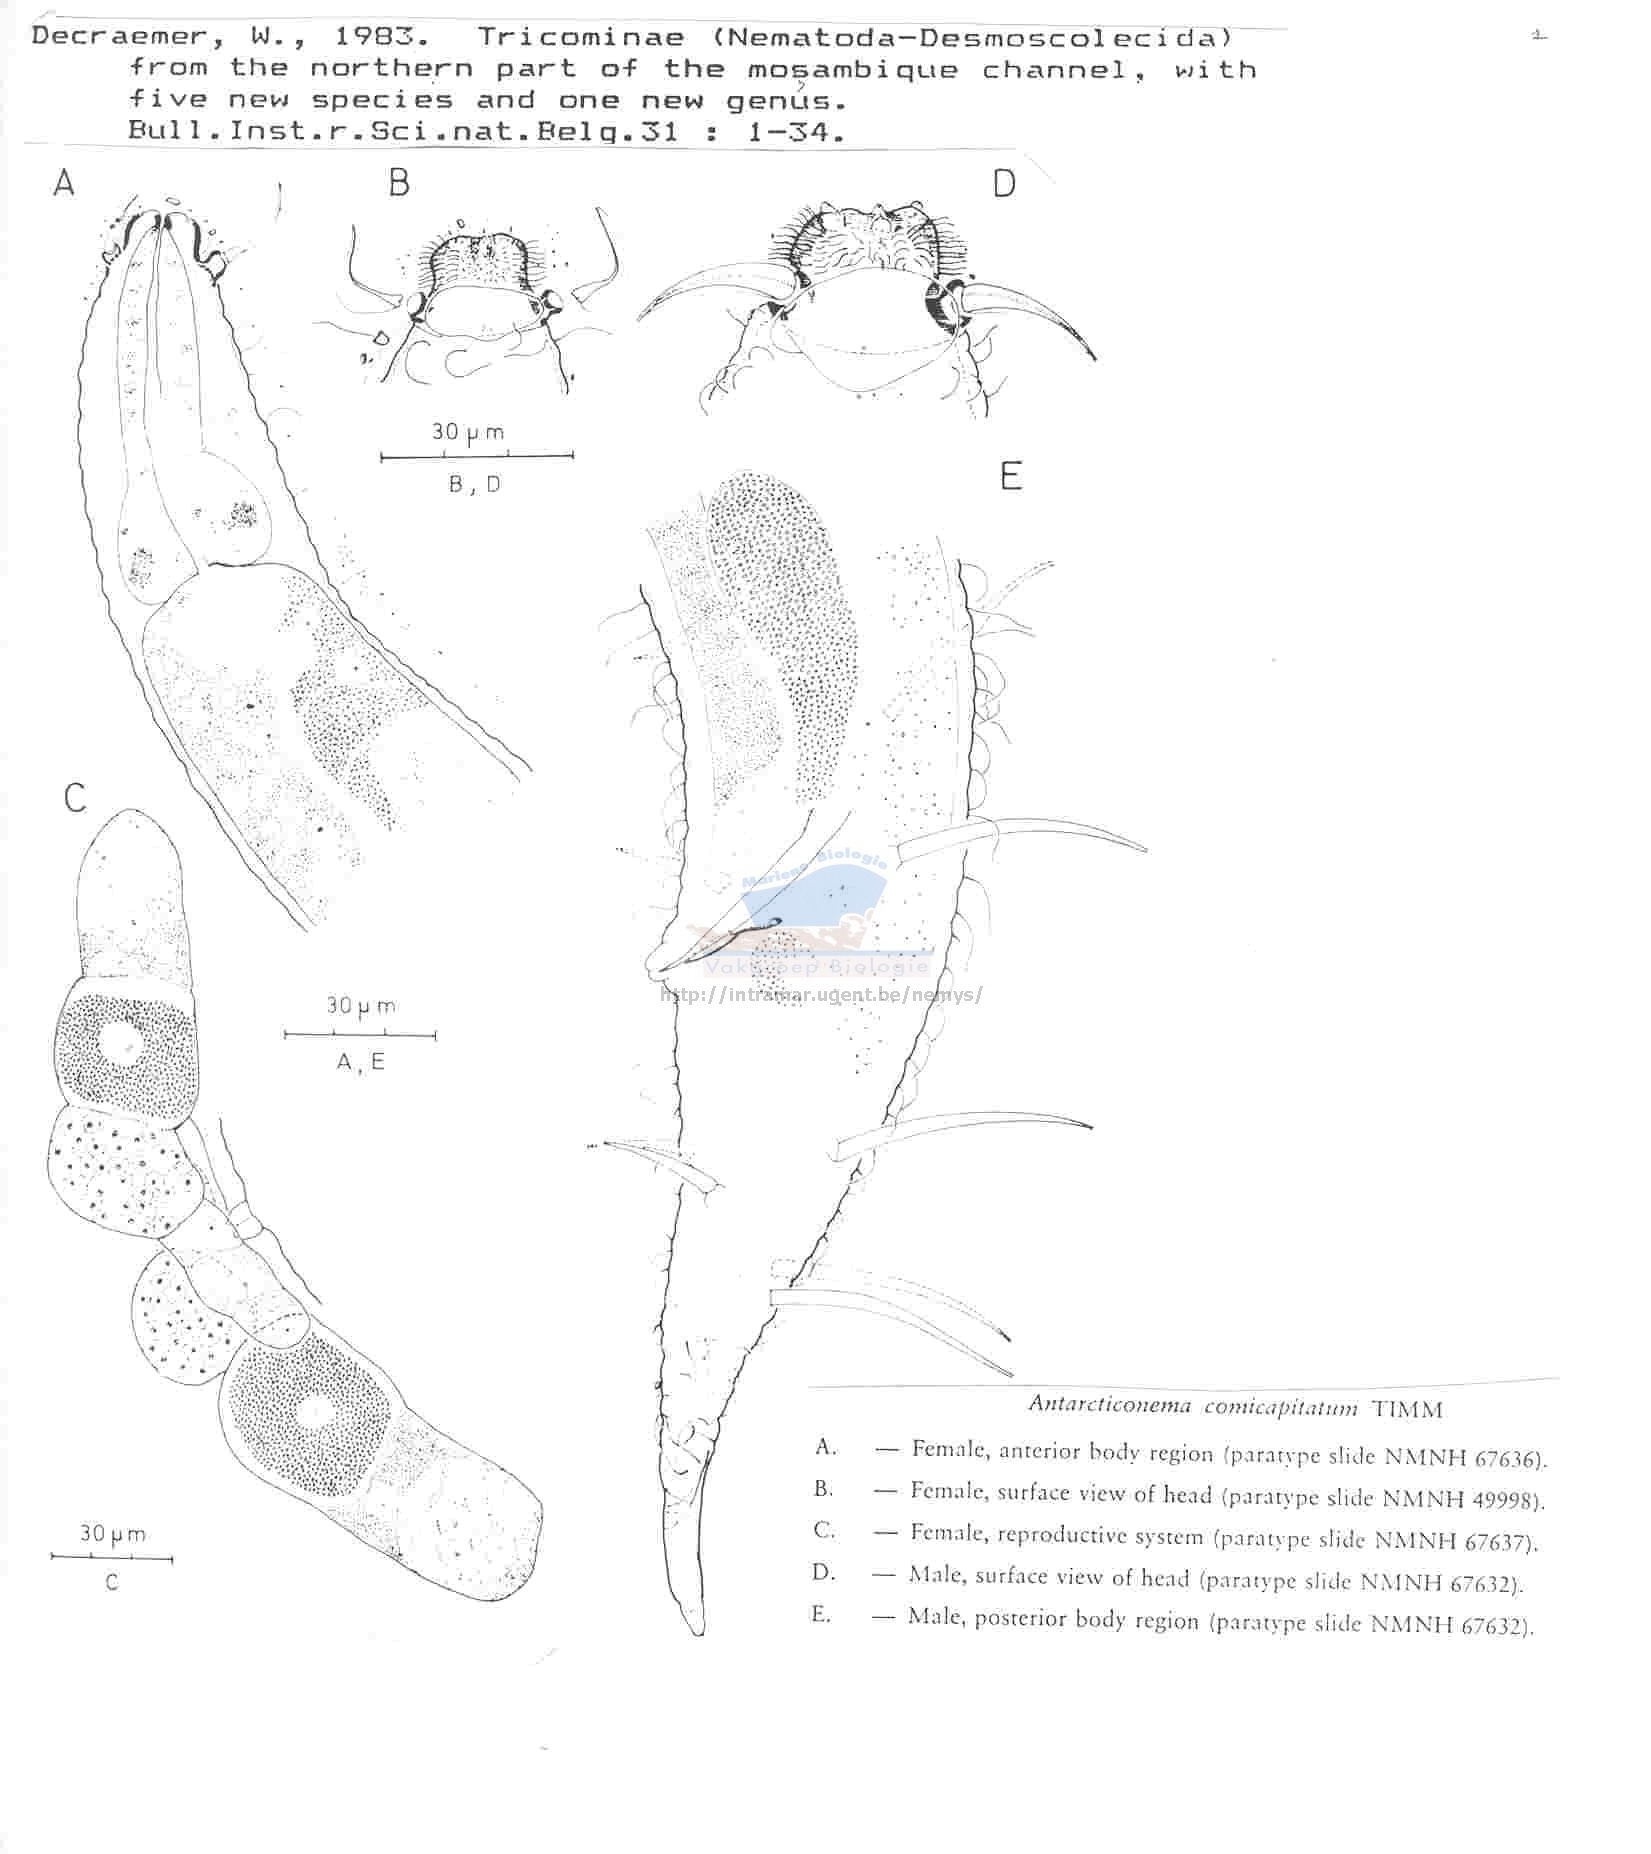 Decraemer, W., 1983. Tricominae (Nematoda-Desmoscolecida)
from the northern part of the mosambique channel, with
five new species and one new genus.
Bull.Inst.r.Sci.nat.Belg.31 : 1-34.
1
A
B
D
30 µm
B, D
E
C
Mariene Biologie
Vakgroep Biologie
http://intramar.ugent.be/nemys/
30 µm
A, E
30 µm
C
Antarcticonema comicapitatum TIMM
A. — Female, anterior body region (paratype slide NMNH 67636).
B. — Female, surface view of head (paratype slide NMNH 49998).
C. — Female, reproductive system (paratype slide NMNH 67637).
D. — Male, surface view of head (paratype slide NMNH 67632).
E. — Male, posterior body region (paratype slide NMNH 67632).